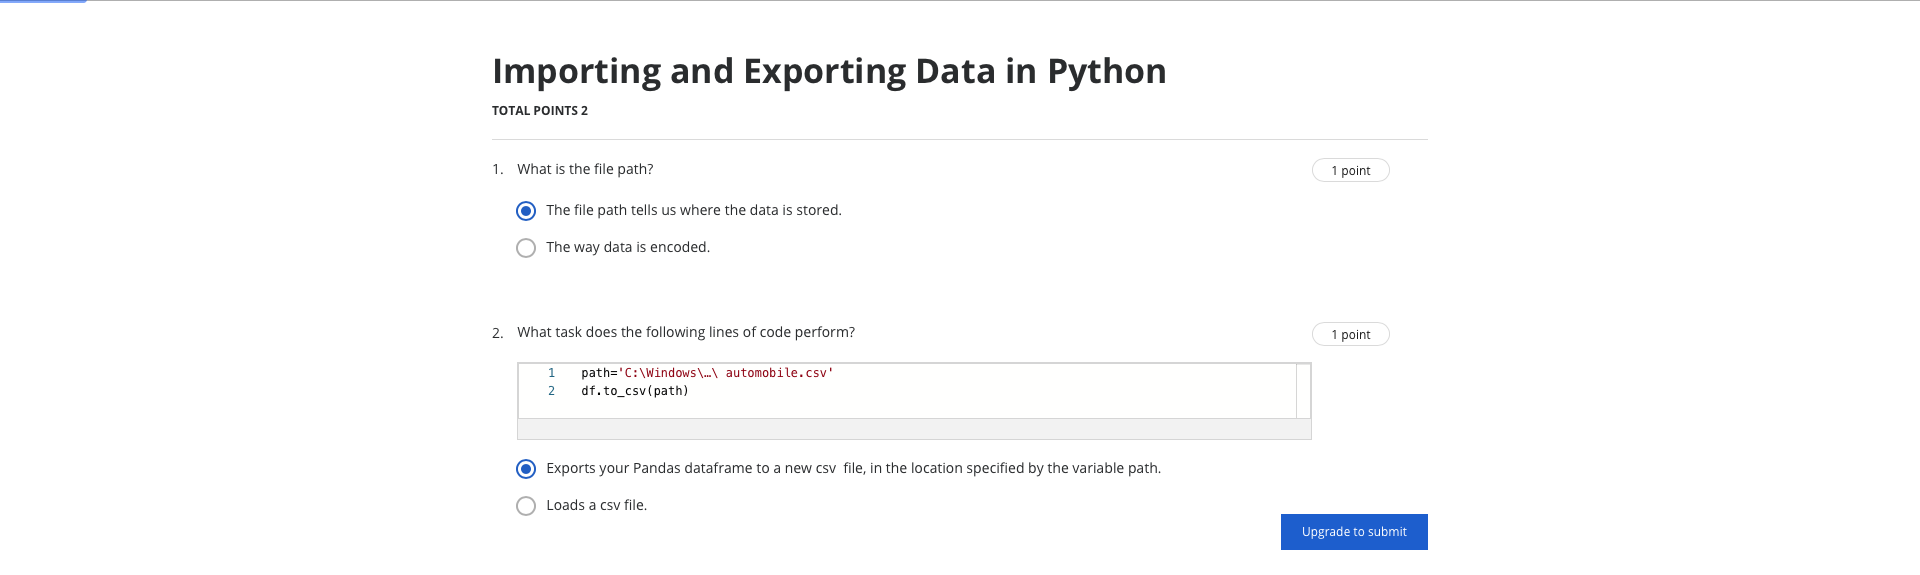 Importing and Exporting Data in Python
TOTAL POINTS 2
1. What is the file path?
1 point
The file path tells us where the data is stored.
The way data is encoded.
2. What task does the following lines of code perform?
1 point
1 path='C:\Windows\…\ automobile.csv'
2 df.to_csv(path)
Exports your Pandas dataframe to a new csv  file, in the location specified by the variable path.
Loads a csv file.
Upgrade to submit